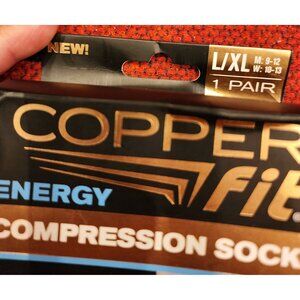 NEW!
L/XL M: 9-12
W: 10-13
1 PAIR
COPPER
fit
ENERGY
COMPRESSION SOCK